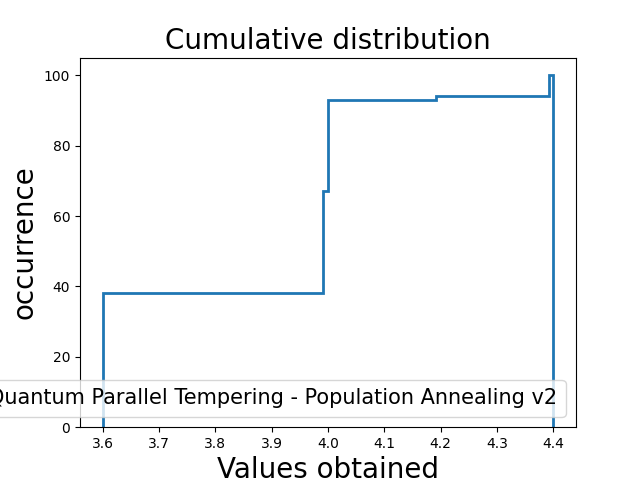 Cumulative distribution
occurrence
100
80
60
40
20
0
Quantum Parallel Tempering - Population Annealing v2
3.6 3.7 3.8 3.9 4.0 4.1 4.2 4.3 4.4
Values obtained